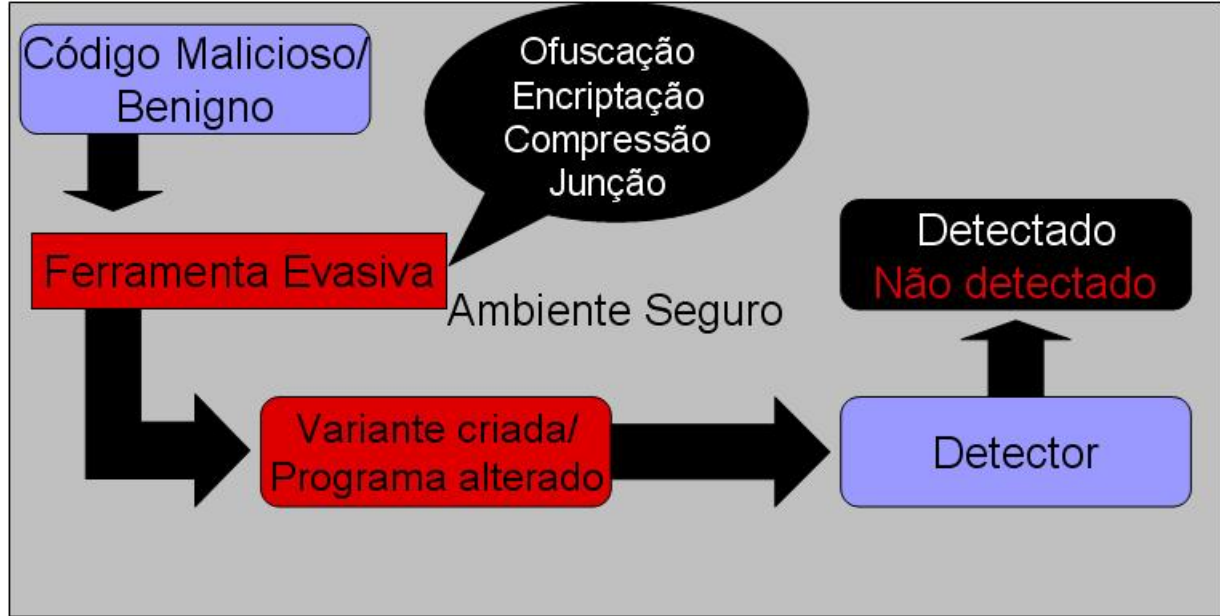 Código Malicioso/
Benigno
Ofuscação
Encriptação
Compressão
Junção
Ferramenta Evasiva
Ambiente Seguro
Detectado
Não detectado
Variante criada/
Programa alterado
Detector